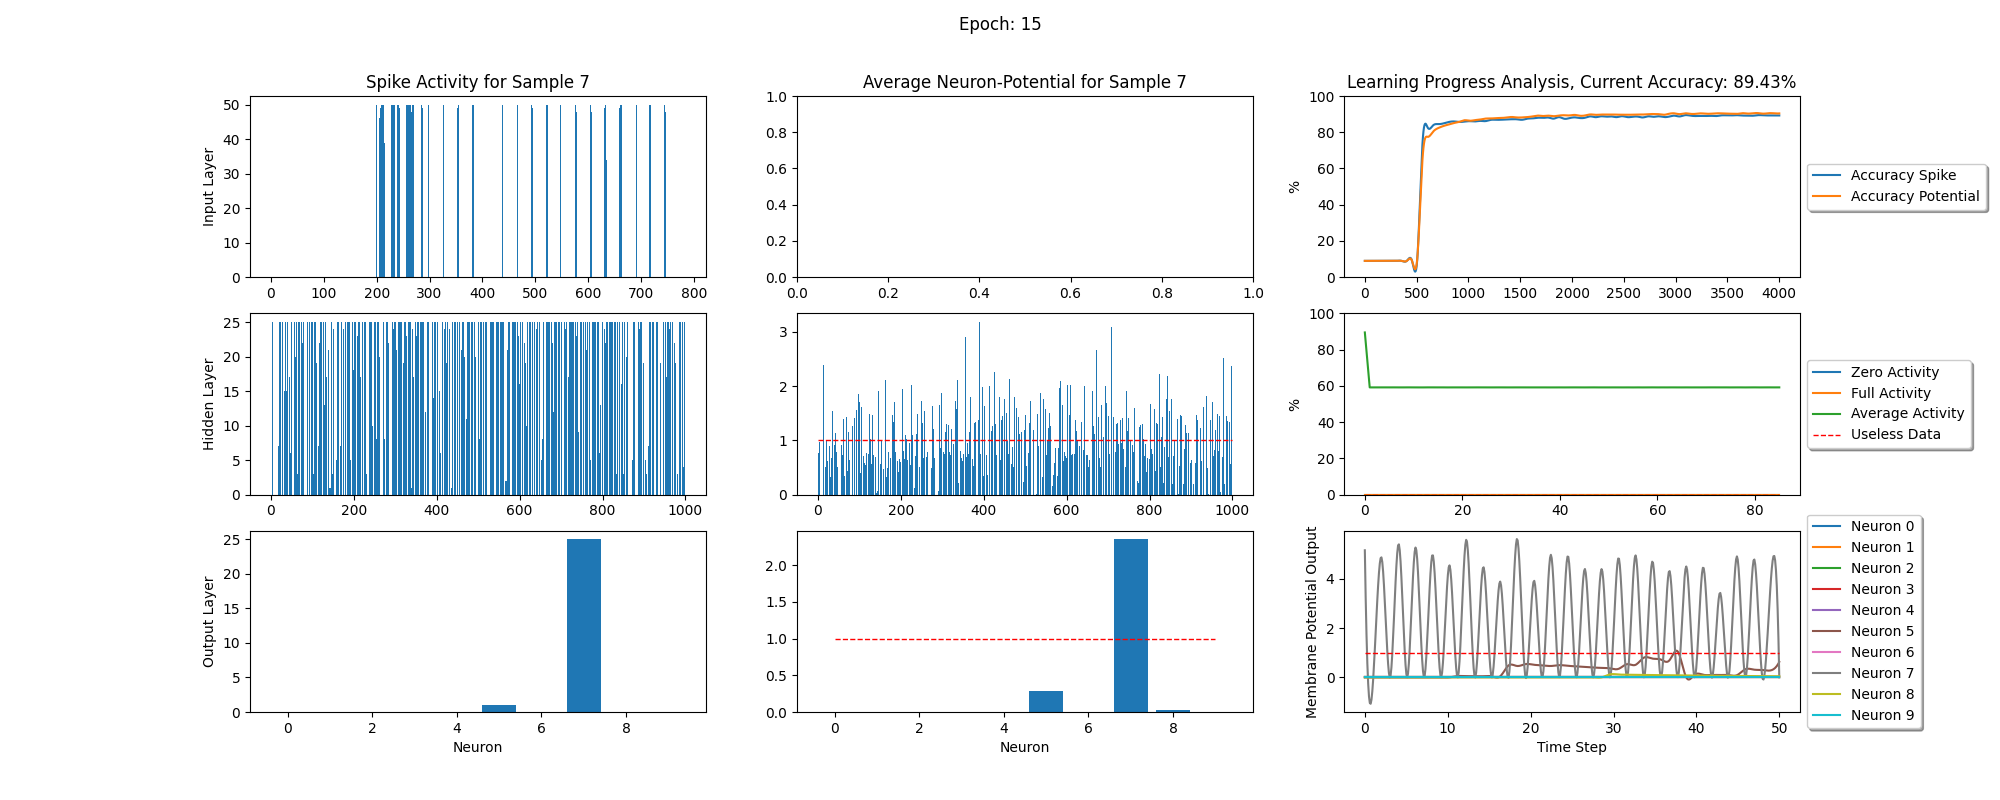 Epoch: 15
Spike Activity for Sample 7
Input Layer
50
40
30
20
10
0
0 100 200 300 400 500 600 700 800
Average Neuron-Potential for Sample 7
1.0
0.8
0.6
0.4
0.2
0.0
0.0 0.2 0.4 0.6 0.8 1.0
Learning Progress Analysis, Current Accuracy: 89.43%
%
100
80
60
40
20
0
0 500 1000 1500 2000 2500 3000 3500 4000
Accuracy Spike
Accuracy Potential
Hidden Layer
25
20
15
10
5
0
0 200 400 600 800 1000
3
2
1
0
0 200 400 600 800 1000
%
100
80
60
40
20
0
0 20 40 60 80
Zero Activity
Full Activity
Average Activity
Useless Data
Output Layer
25
20
15
10
5
0
0 2 4 6 8
Neuron
2.0
1.5
1.0
0.5
0.0
0 2 4 6 8
Neuron
Membrane Potential Output
4
2
0
0 10 20 30 40 50
Time Step
Neuron 0
Neuron 1
Neuron 2
Neuron 3
Neuron 4
Neuron 5
Neuron 6
Neuron 7
Neuron 8
Neuron 9